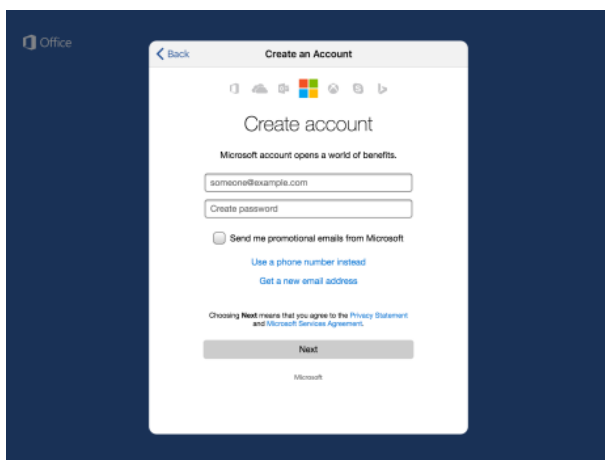 Office
Back
Create an Account
Create account
Microsoft account opens a world of benefits.
someone@example.com
Create password
Send me promotional emails from Microsoft
Use a phone number instead
Get a new email address
Choosing Next means that you agree to the Privacy Statement
and Microsoft Services Agreement.
Next
Microsoft